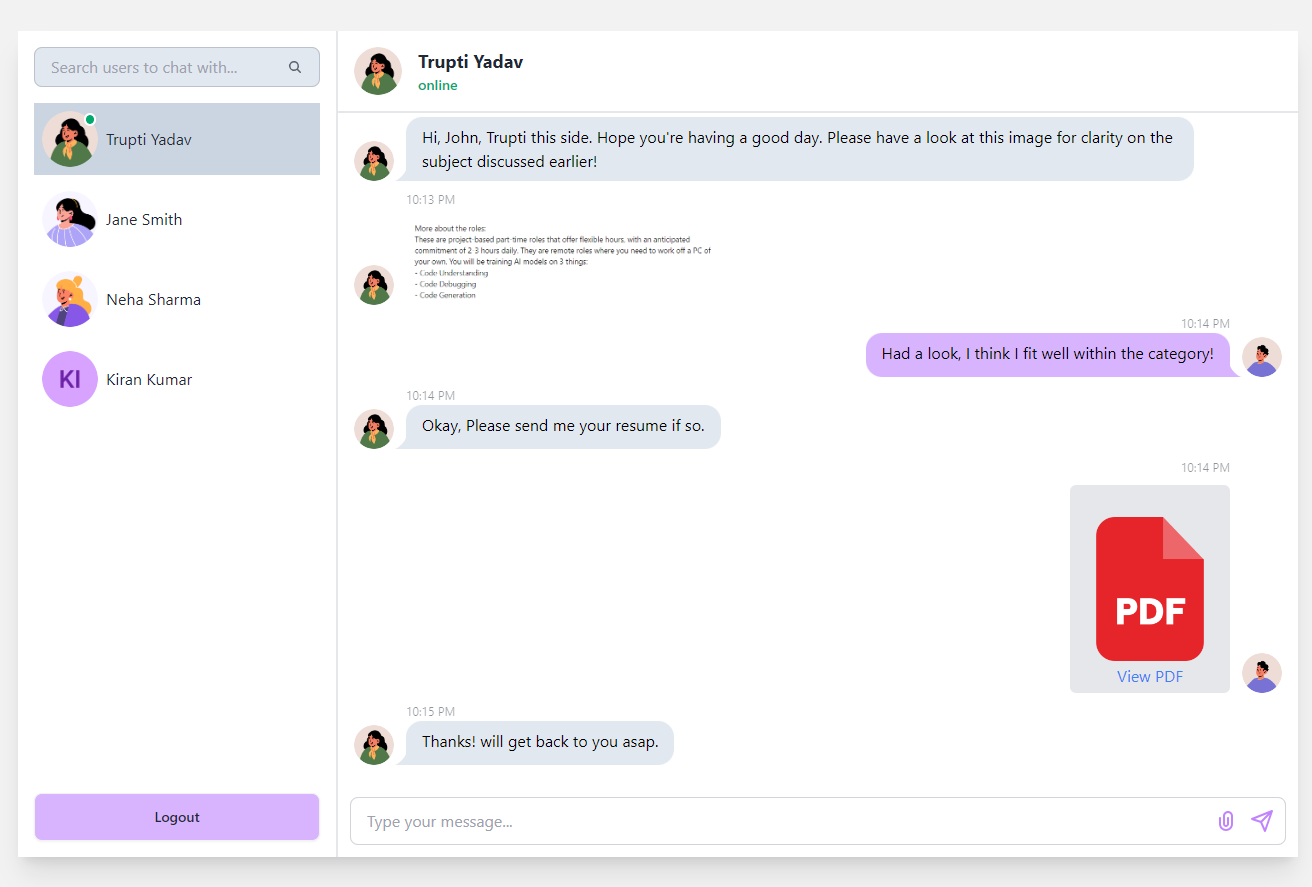 Search users to chat with...
Trupti Yadav
Jane Smith
Neha Sharma
KI
Kiran Kumar
Logout
Trupti Yadav
online
Hi, John, Trupti this side. Hope you're having a good day. Please have a look at this image for clarity on the
subject discussed earlier!
10:13 PM
More about the roles:
These are project-based part-time roles that offer flexible hours, with an anticipated
commitment of 2-3 hours daily. They are remote roles where you need to work off a PC of
your own. You will be training AI models on 3 things:
- Code Understanding
- Code Debugging
- Code Generation
10:14 PM
Had a look, I think I fit well within the category!
10:14 PM
Okay, Please send me your resume if so.
10:14 PM
PDF
View PDF
10:15 PM
Thanks! will get back to you asap.
Type your message...